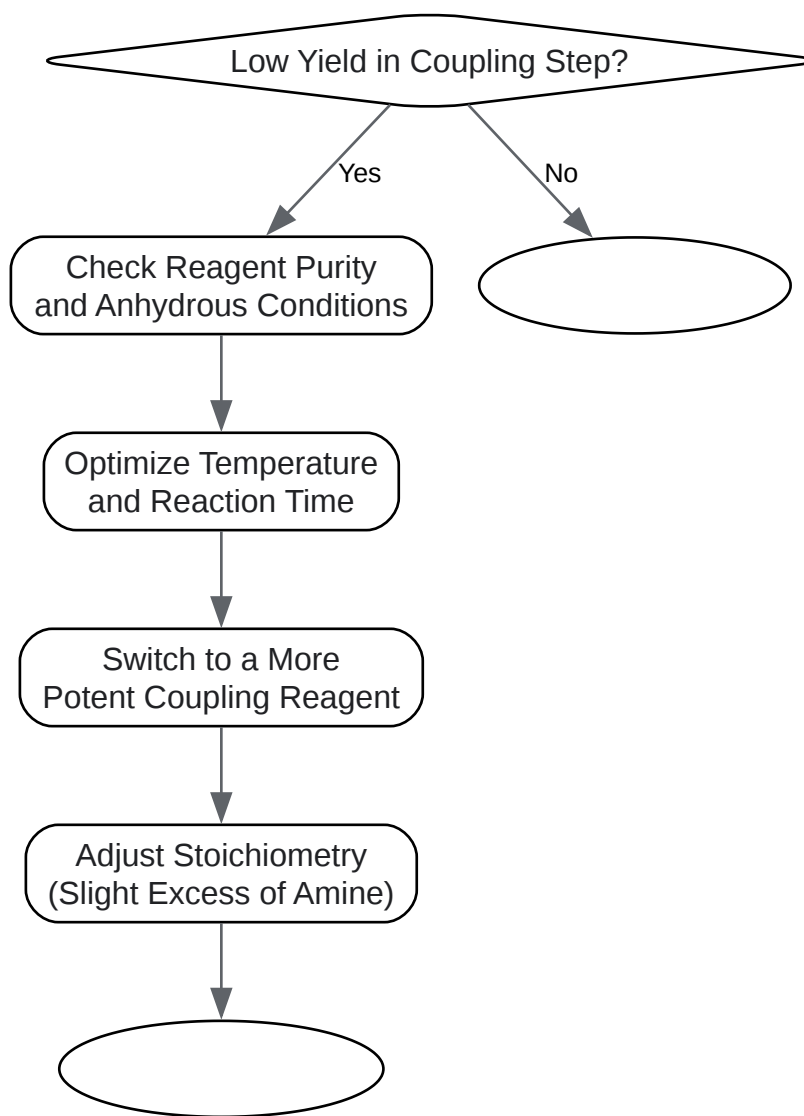 Low Yield in Coupling Step?
Yes
No
Check Reagent Purity
and Anhydrous Conditions
Optimize Temperature
and Reaction Time
Switch to a More
Potent Coupling Reagent
Adjust Stoichiometry
(Slight Excess of Amine)